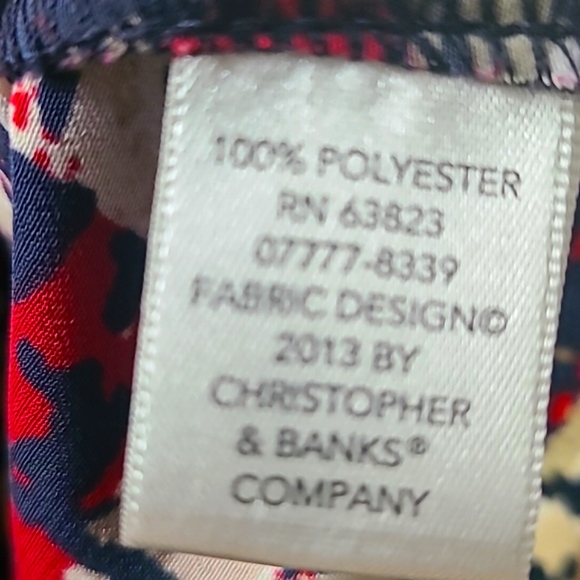 100% POLYESTER
RN 63823
07777-8339
FABRIC DESIGN©
2013 BY
CHRISTOPHER
& BANKS®
COMPANY